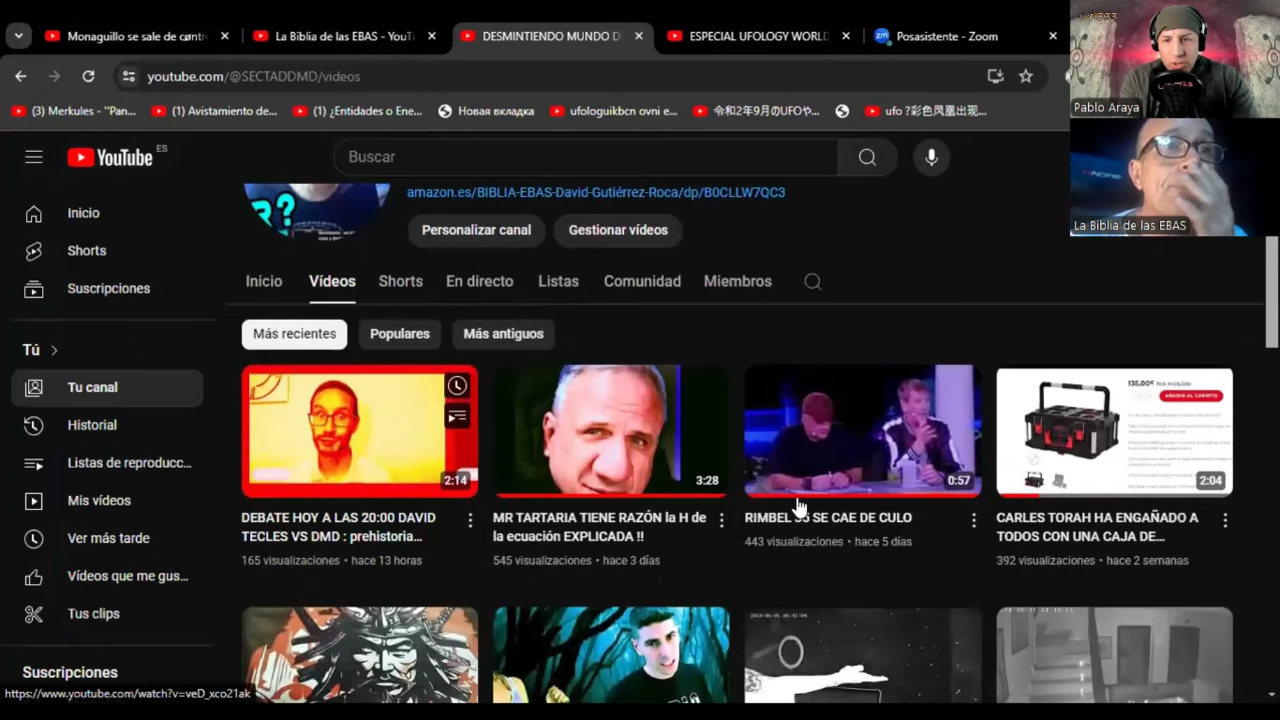 Monaguillo se sale de contr
La Biblia de las EBAS - YouT
DESMINTIENDO MUNDO D
ESPECIAL UFOLOGY WORLD
zm
Posasistente - Zoom
youtube.com/@SECTADDMD/videos
(3) Merkules - "Pan...
(1) Avistamiento de...
(1) ¿Entidades o Ene...
Новая вкладка
ufologuikbcn ovni e...
令和2年9月のUFOや...
ufo ?彩色凤凰出现...
Pablo Araya
La Biblia de las EBAS
YouTube ES
Buscar
amazon.es/BIBLIA-EBAS-David-Gutiérrez-Roca/dp/B0CLLW7QC3
R?
Personalizar canal
Gestionar vídeos
Inicio
Shorts
Suscripciones
Tú
Tu canal
Historial
Listas de reproducc...
Mis vídeos
Ver más tarde
Vídeos que me gus...
Tus clips
Suscripciones
Inicio
Vídeos
Shorts
En directo
Listas
Comunidad
Miembros
Más recientes
Populares
Más antiguos
2:14
3:28
0:57
135,00€ IVA Incluido
AÑADIR AL CARRITO
2:04
DEBATE HOY A LAS 20:00 DAVID
TECLES VS DMD : prehistoria...
165 visualizaciones • hace 13 horas
MR TARTARIA TIENE RAZÓN la H de
la ecuación EXPLICADA !!
545 visualizaciones • hace 3 días
RIMBEL SE CAE DE CULO
443 visualizaciones • hace 5 días
CARLES TORAH HA ENGAÑADO A
TODOS CON UNA CAJA DE...
392 visualizaciones • hace 2 semanas
https://www.youtube.com/watch?v=veD_xco21ak